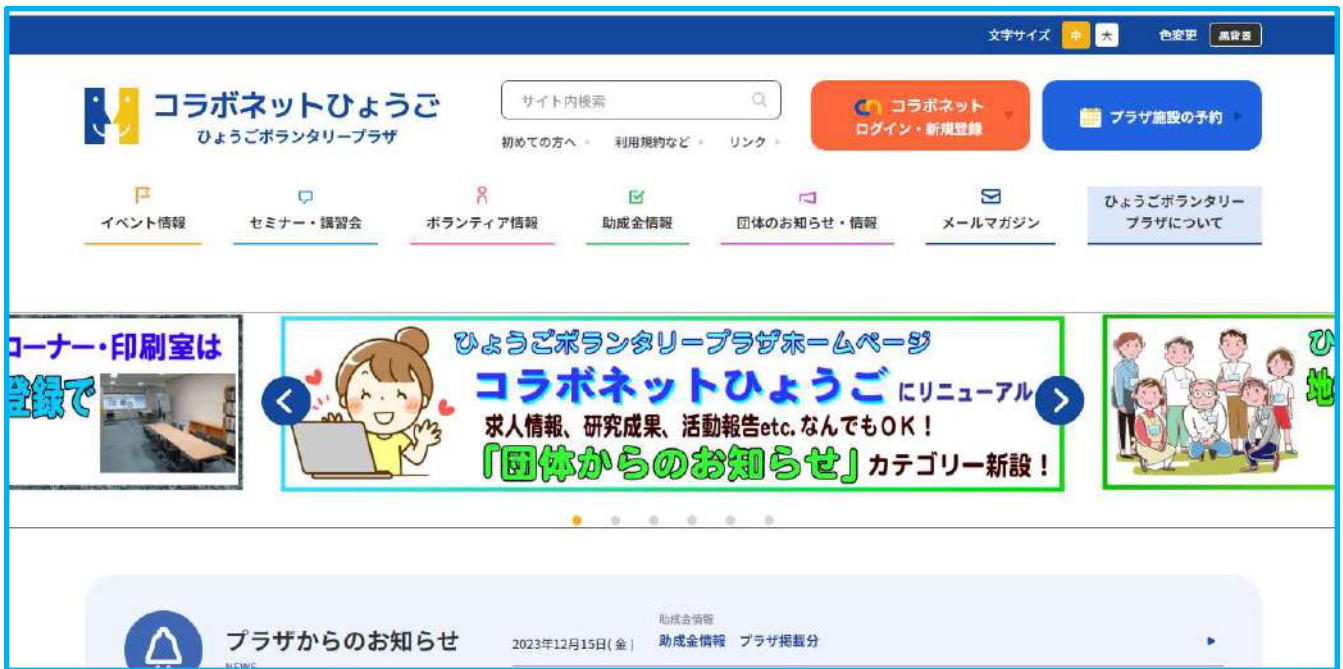 文字サイズ 中 大 色変更 黒背景
コラボネットひょうご
ひょうごボランタリープラザ
サイト内検索
初めての方へ 利用規約など リンク
コラボネット
ログイン・新規登録
プラザ施設の予約
イベント情報 セミナー・講習会 ボランティア情報 助成金情報 団体のお知らせ・情報 メールマガジン
ひょうごボランタリー
プラザについて
コーナー・印刷室は
登録で
ひょうごボランタリープラザホームページ
コラボネットひょうご にリニューアル
求人情報、研究成果、活動報告etc. なんでもOK!
「団体からのお知らせ」カテゴリー新設!
ひ
地
プラザからのお知らせ
NEWS
助成金情報
2023年12月15日(金) 助成金情報 プラザ掲載分